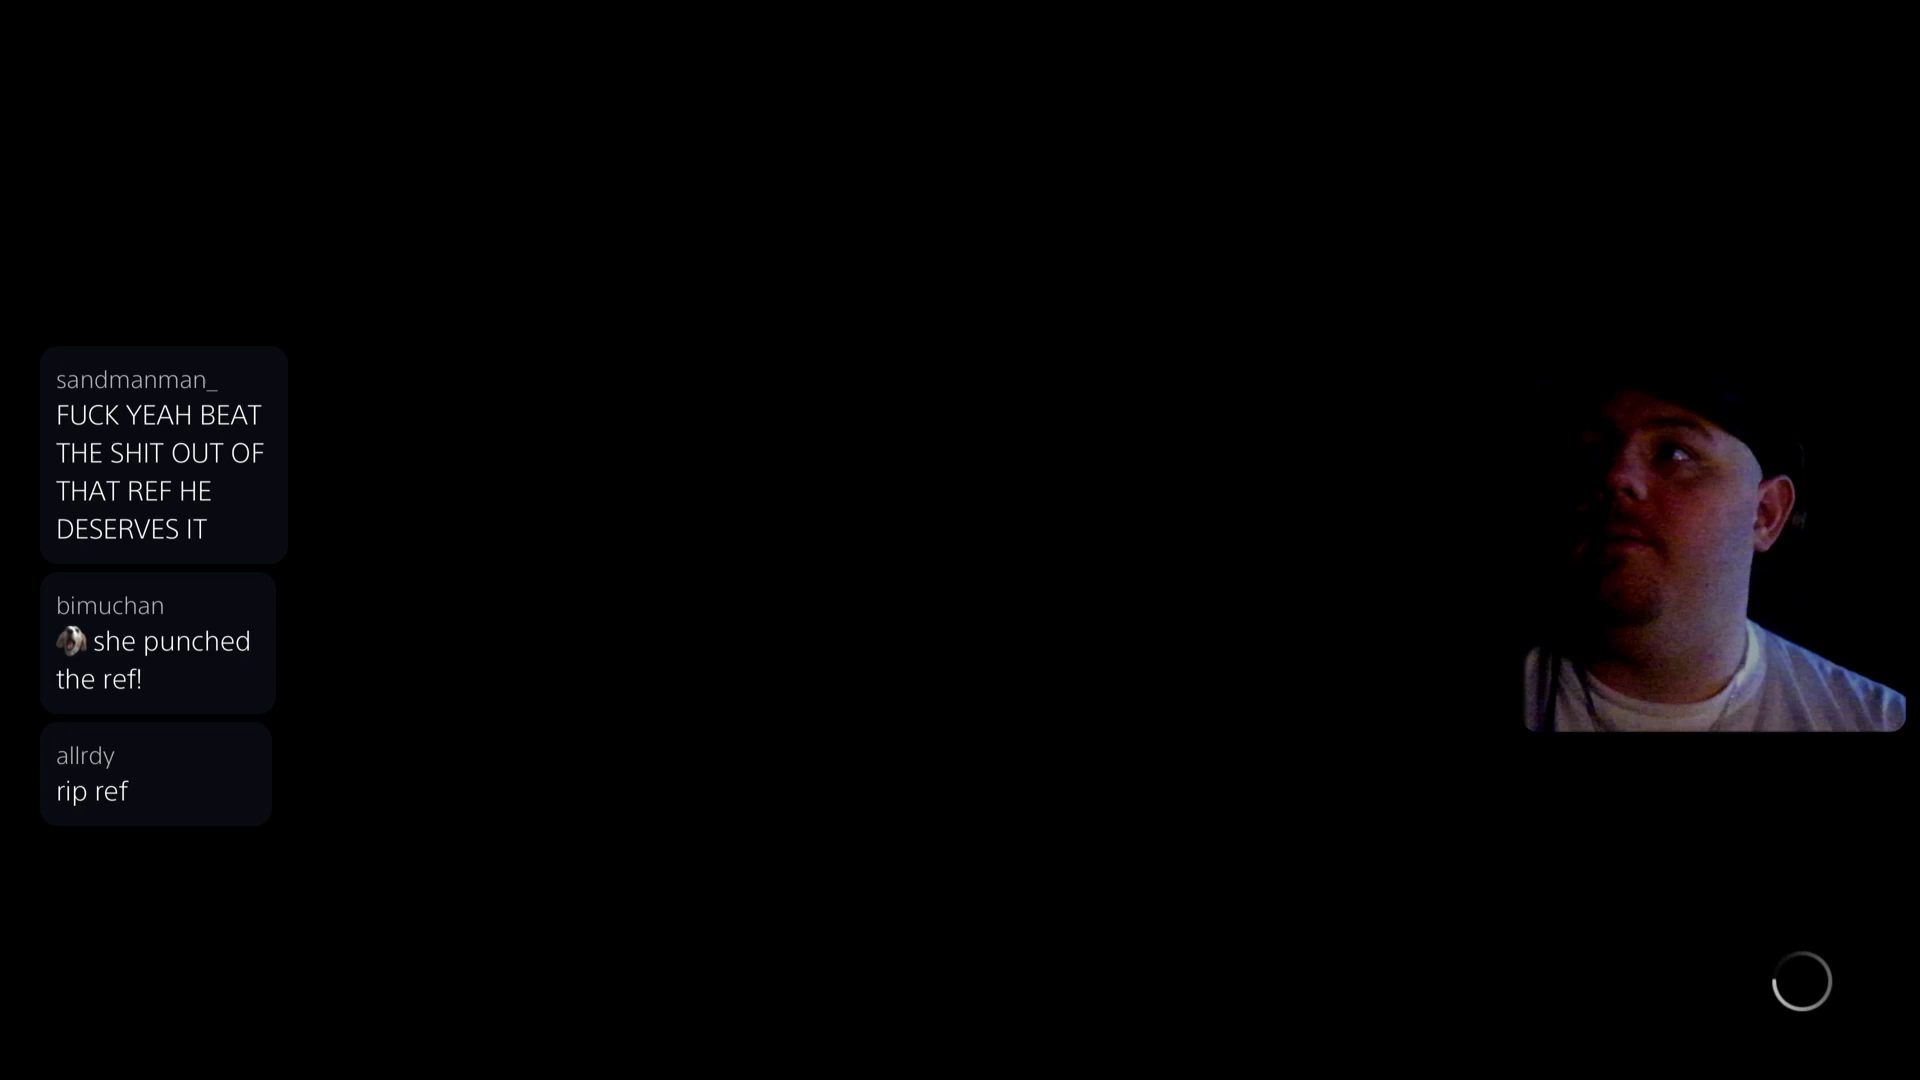 sandmanman_
FUCK YEAH BEAT
THE SHIT OUT OF
THAT REF HE
DESERVES IT
bimuchan
she punched
the ref!
allrdy
rip ref